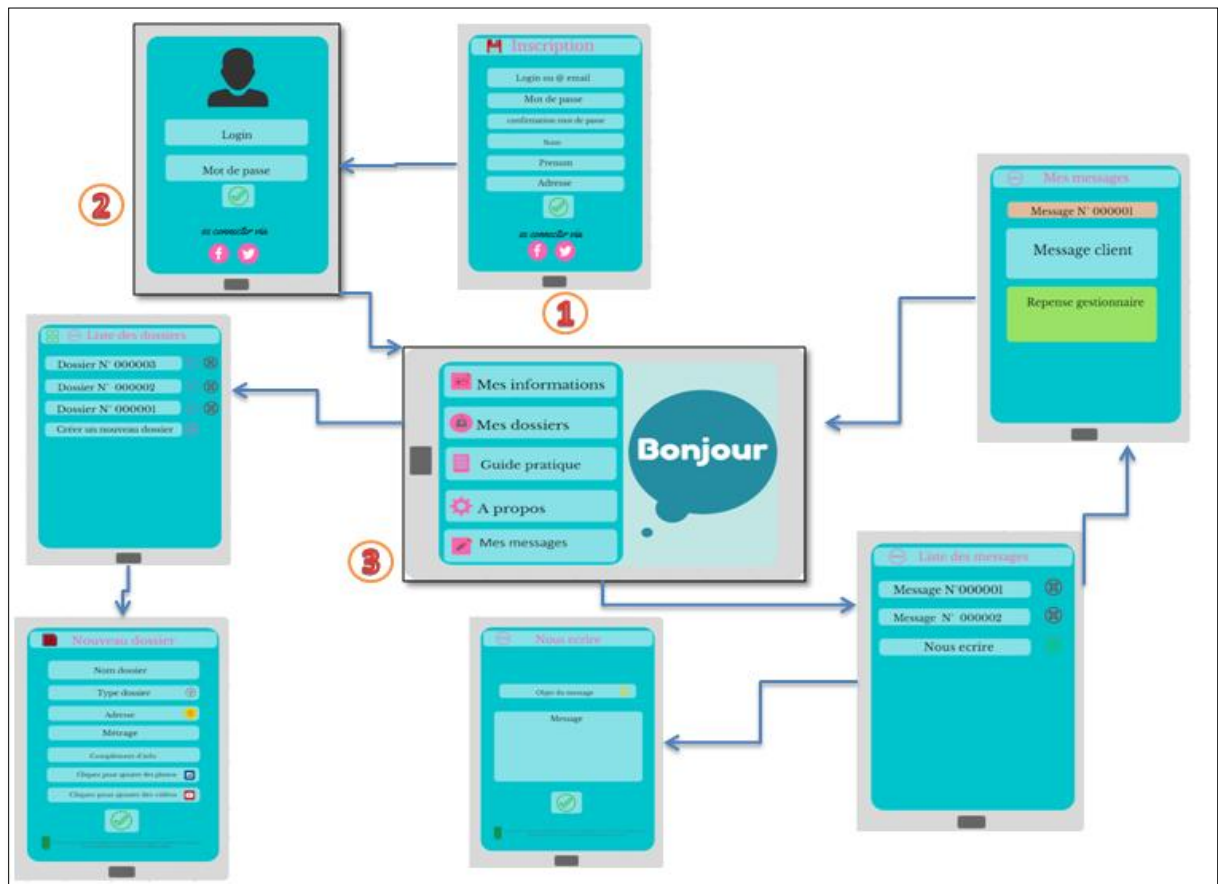 Inscription
Login ou @ email
Mot de passe
confirmation mot de passe
Nom
Prenom
Adresse
se connecter via
1
Login
Mot de passe
se connecter via
2
Mes informations
Mes dossiers
Guide pratique
A propos
Mes messages
Bonjour
3
Liste des dossiers
Dossier N° 000003
Dossier N° 000002
Dossier N° 000001
Créer un nouveau dossier
Nouveau dossier
Nom dossier
Type dossier
Adresse
Métrage
Complément d'info
Cliquez pour ajouter des photos
Cliquez pour ajouter des vidéos
Mes messages
Message N° 000001
Message client
Repense gestionnaire
Liste des messages
Message N°000001
Message N° 000002
Nous ecrire
Nous ecrire
Objet du message
Message